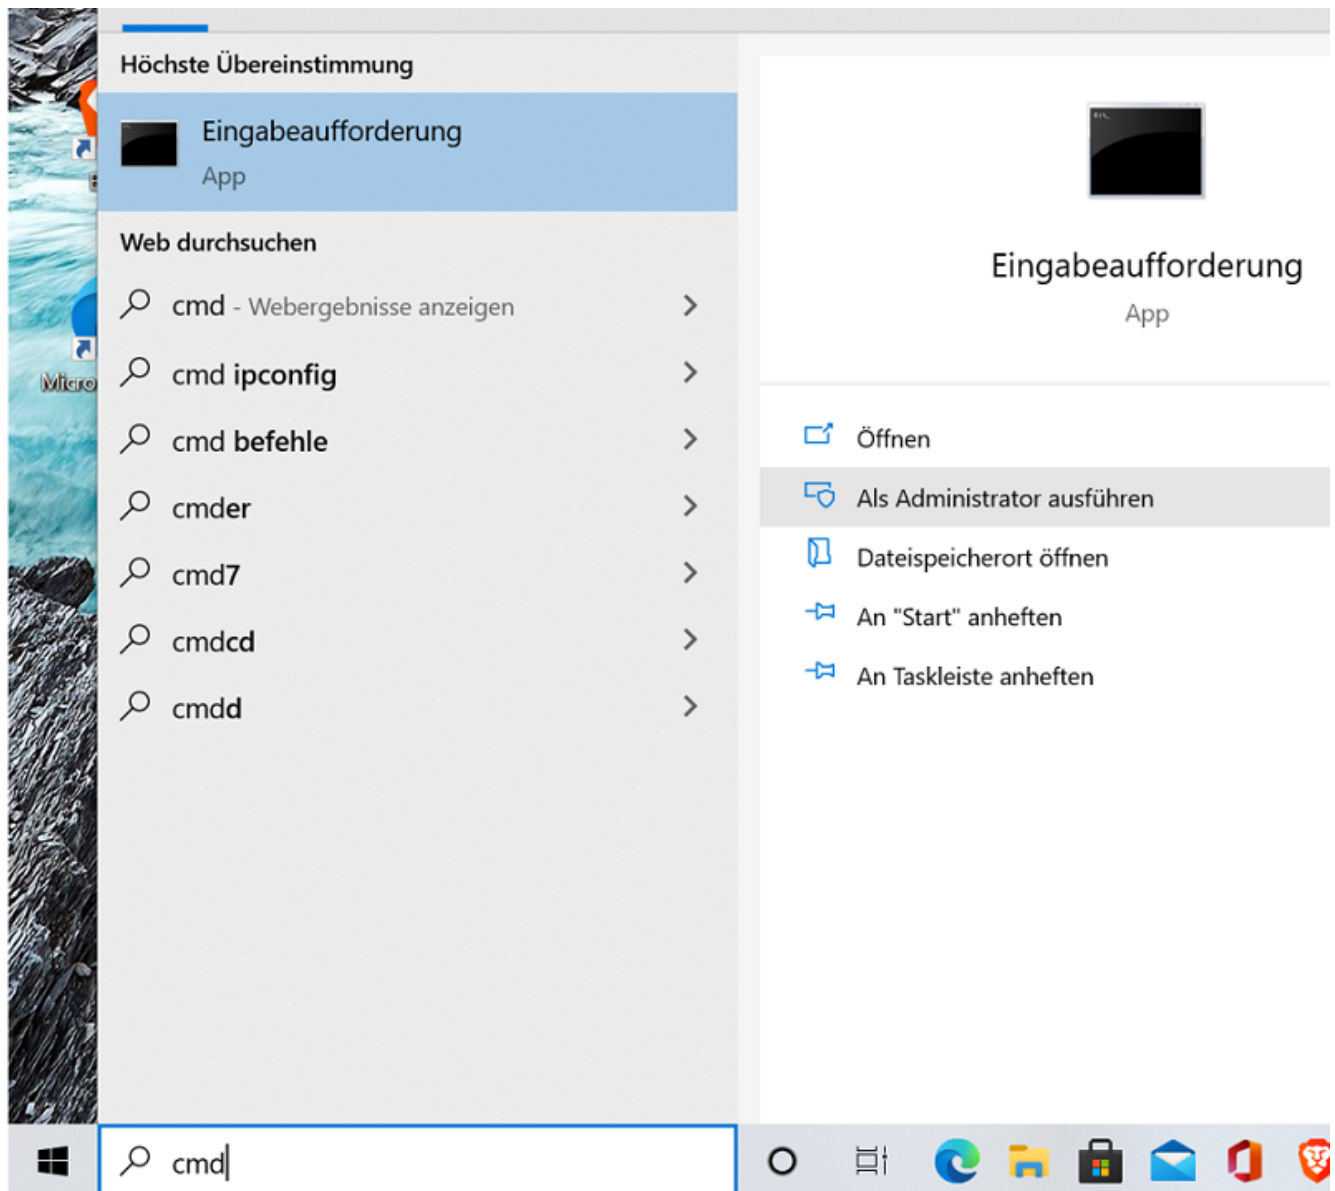 Höchste Übereinstimmung
Eingabeaufforderung
App
Web durchsuchen
cmd - Webergebnisse anzeigen
cmd ipconfig
cmd befehle
cmder
cmd7
cmdcd
cmdd
Eingabeaufforderung
App
Öffnen
Als Administrator ausführen
Dateispeicherort öffnen
An "Start" anheften
An Taskleiste anheften
Micro
cmd